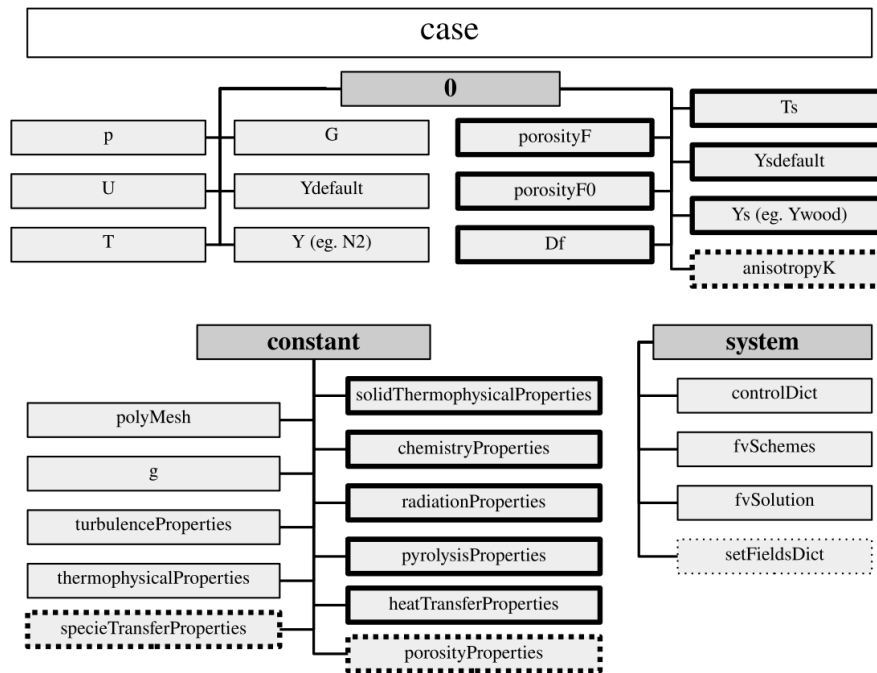 case
0
p
G
U
Ydefault
T
Y (eg. N2)
porosityF
porosityF0
Df
Ts
Ysdefault
Ys (eg. Ywood)
anisotropyK
constant
polyMesh
g
turbulenceProperties
thermophysicalProperties
specieTransferProperties
solidThermophysicalProperties
chemistryProperties
radiationProperties
pyrolysisProperties
heatTransferProperties
porosityProperties
system
controlDict
fvSchemes
fvSolution
setFieldsDict